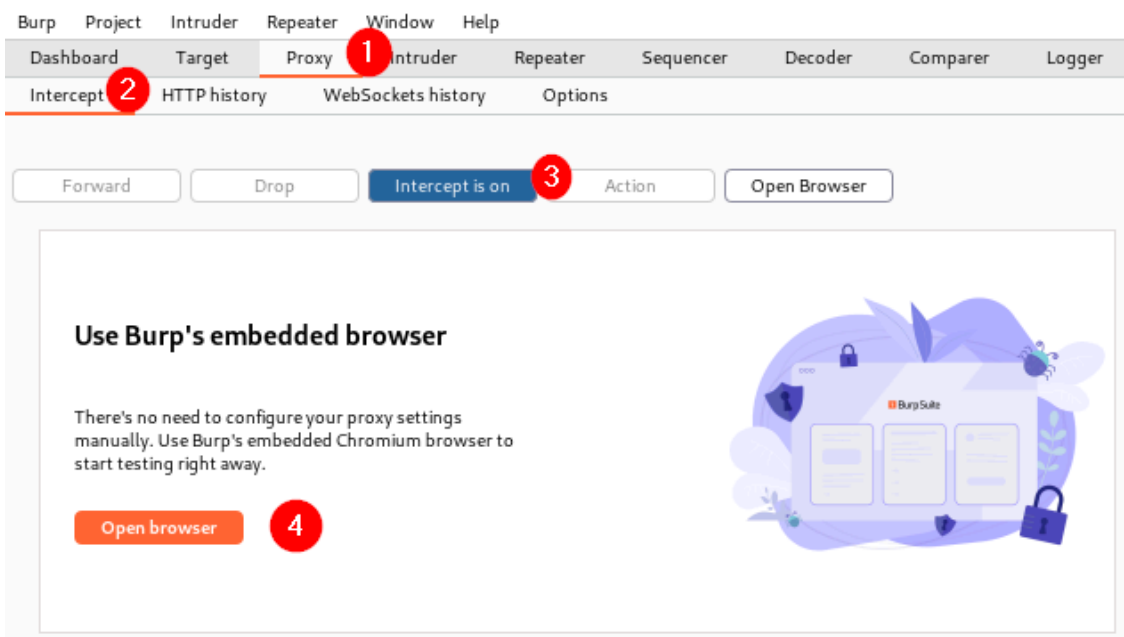 Burp Project Intruder Repeater Window Help
Dashboard Target Proxy 1 Intruder Repeater Sequencer Decoder Comparer Logger
Intercept 2 HTTP history WebSockets history Options
Forward Drop Intercept is on 3 Action Open Browser
Use Burp's embedded browser
There's no need to configure your proxy settings
manually. Use Burp's embedded Chromium browser to
start testing right away.
Open browser 4
Burp Suite